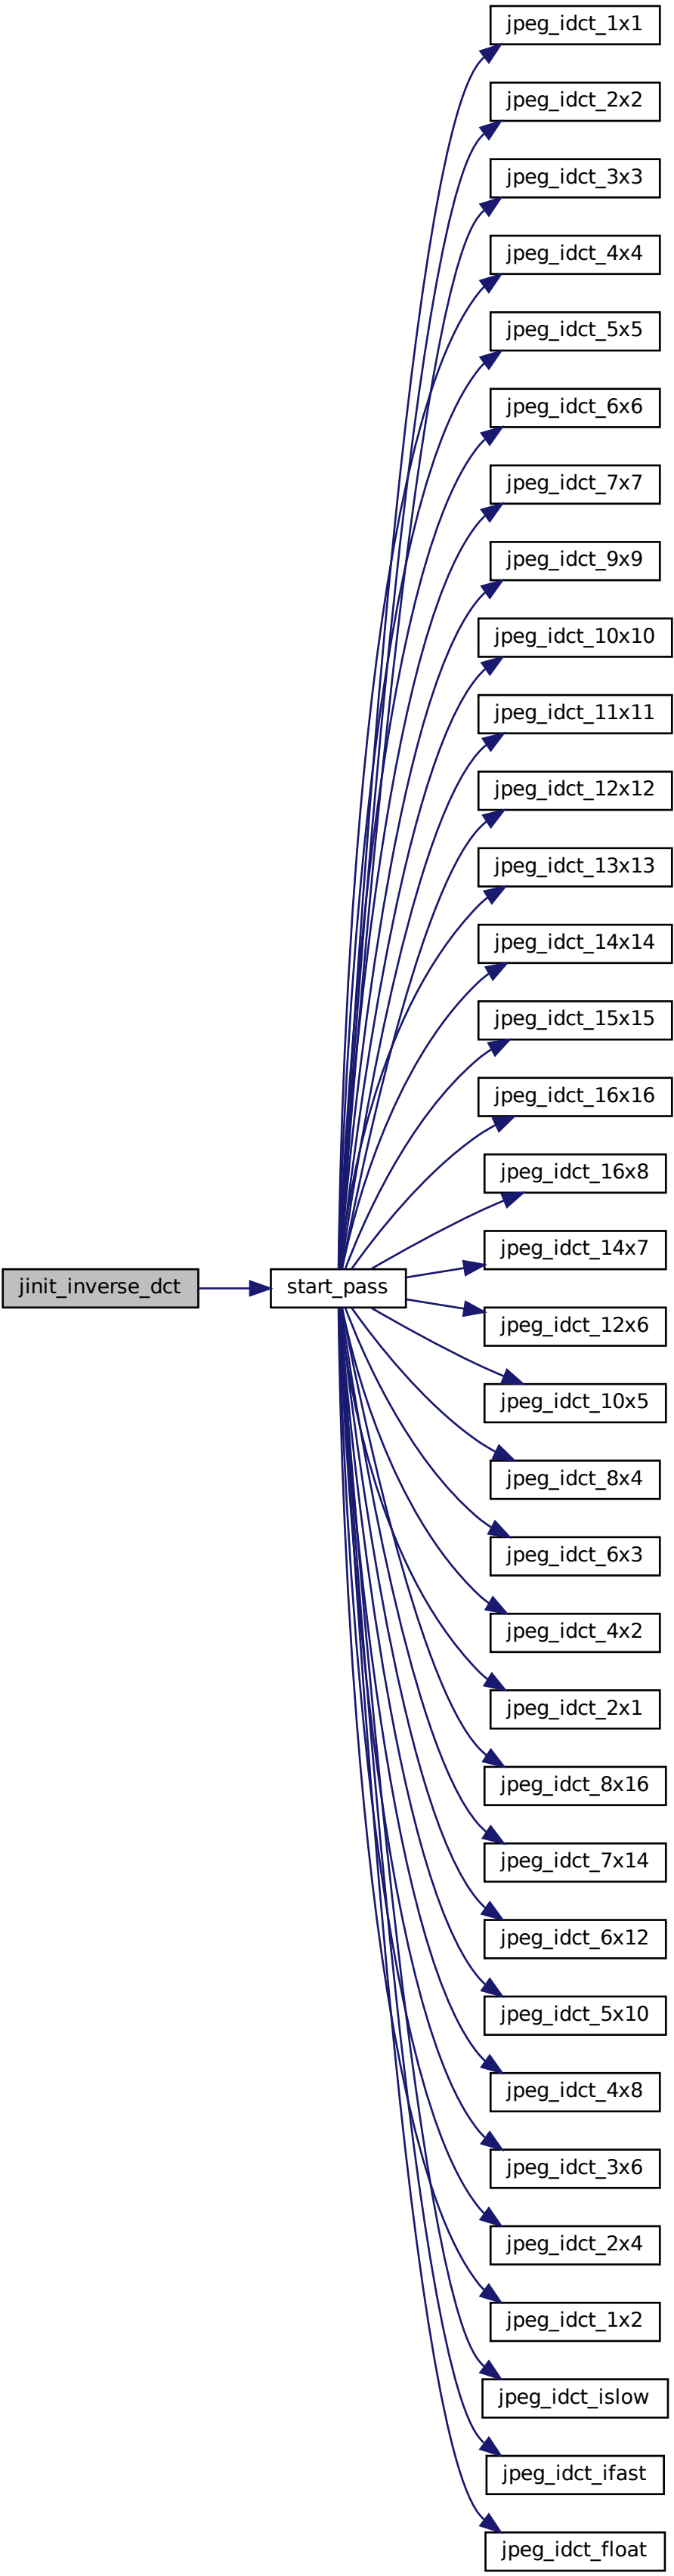 jpeg_idct_1x1
jpeg_idct_2x2
jpeg_idct_3x3
jpeg_idct_4x4
jpeg_idct_5x5
jpeg_idct_6x6
jpeg_idct_7x7
jpeg_idct_9x9
jpeg_idct_10x10
jpeg_idct_11x11
jpeg_idct_12x12
jpeg_idct_13x13
jpeg_idct_14x14
jpeg_idct_15x15
jpeg_idct_16x16
jpeg_idct_16x8
jpeg_idct_14x7
jinit_inverse_dct
start_pass
jpeg_idct_12x6
jpeg_idct_10x5
jpeg_idct_8x4
jpeg_idct_6x3
jpeg_idct_4x2
jpeg_idct_2x1
jpeg_idct_8x16
jpeg_idct_7x14
jpeg_idct_6x12
jpeg_idct_5x10
jpeg_idct_4x8
jpeg_idct_3x6
jpeg_idct_2x4
jpeg_idct_1x2
jpeg_idct_islow
jpeg_idct_ifast
jpeg_idct_float